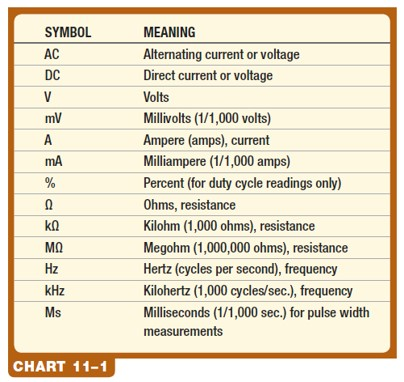 SYMBOL MEANING
AC Alternating current or voltage
DC Direct current or voltage
V Volts
mV Millivolts (1/1,000 volts)
A Ampere (amps), current
mA Milliampere (1/1,000 amps)
% Percent (for duty cycle readings only)
Ω Ohms, resistance
kΩ Kilohm (1,000 ohms), resistance
MΩ Megohm (1,000,000 ohms), resistance
Hz Hertz (cycles per second), frequency
kHz Kilohertz (1,000 cycles/sec.), frequency
Ms Milliseconds (1/1,000 sec.) for pulse width
measurements
CHART 11–1